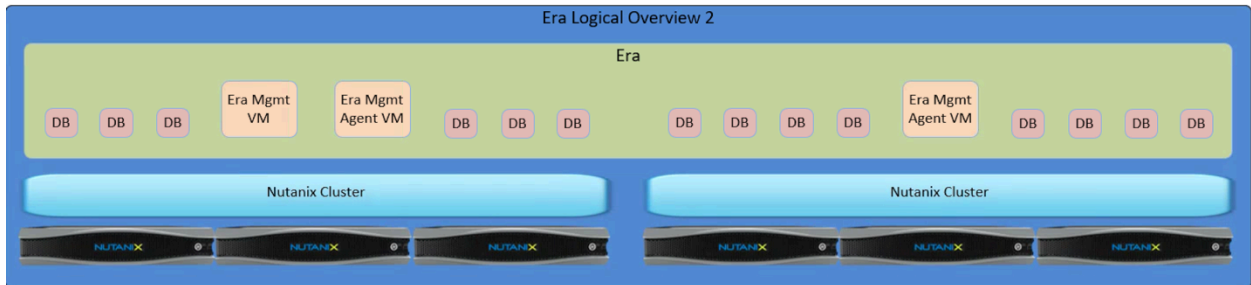 Era Logical Overview 2
Era
DB DB DB Era Mgmt VM Era Mgmt Agent VM DB DB DB DB DB DB DB Era Mgmt Agent VM DB DB DB DB
Nutanix Cluster Nutanix Cluster
NUTANIX NUTANIX NUTANIX NUTANIX NUTANIX NUTANIX